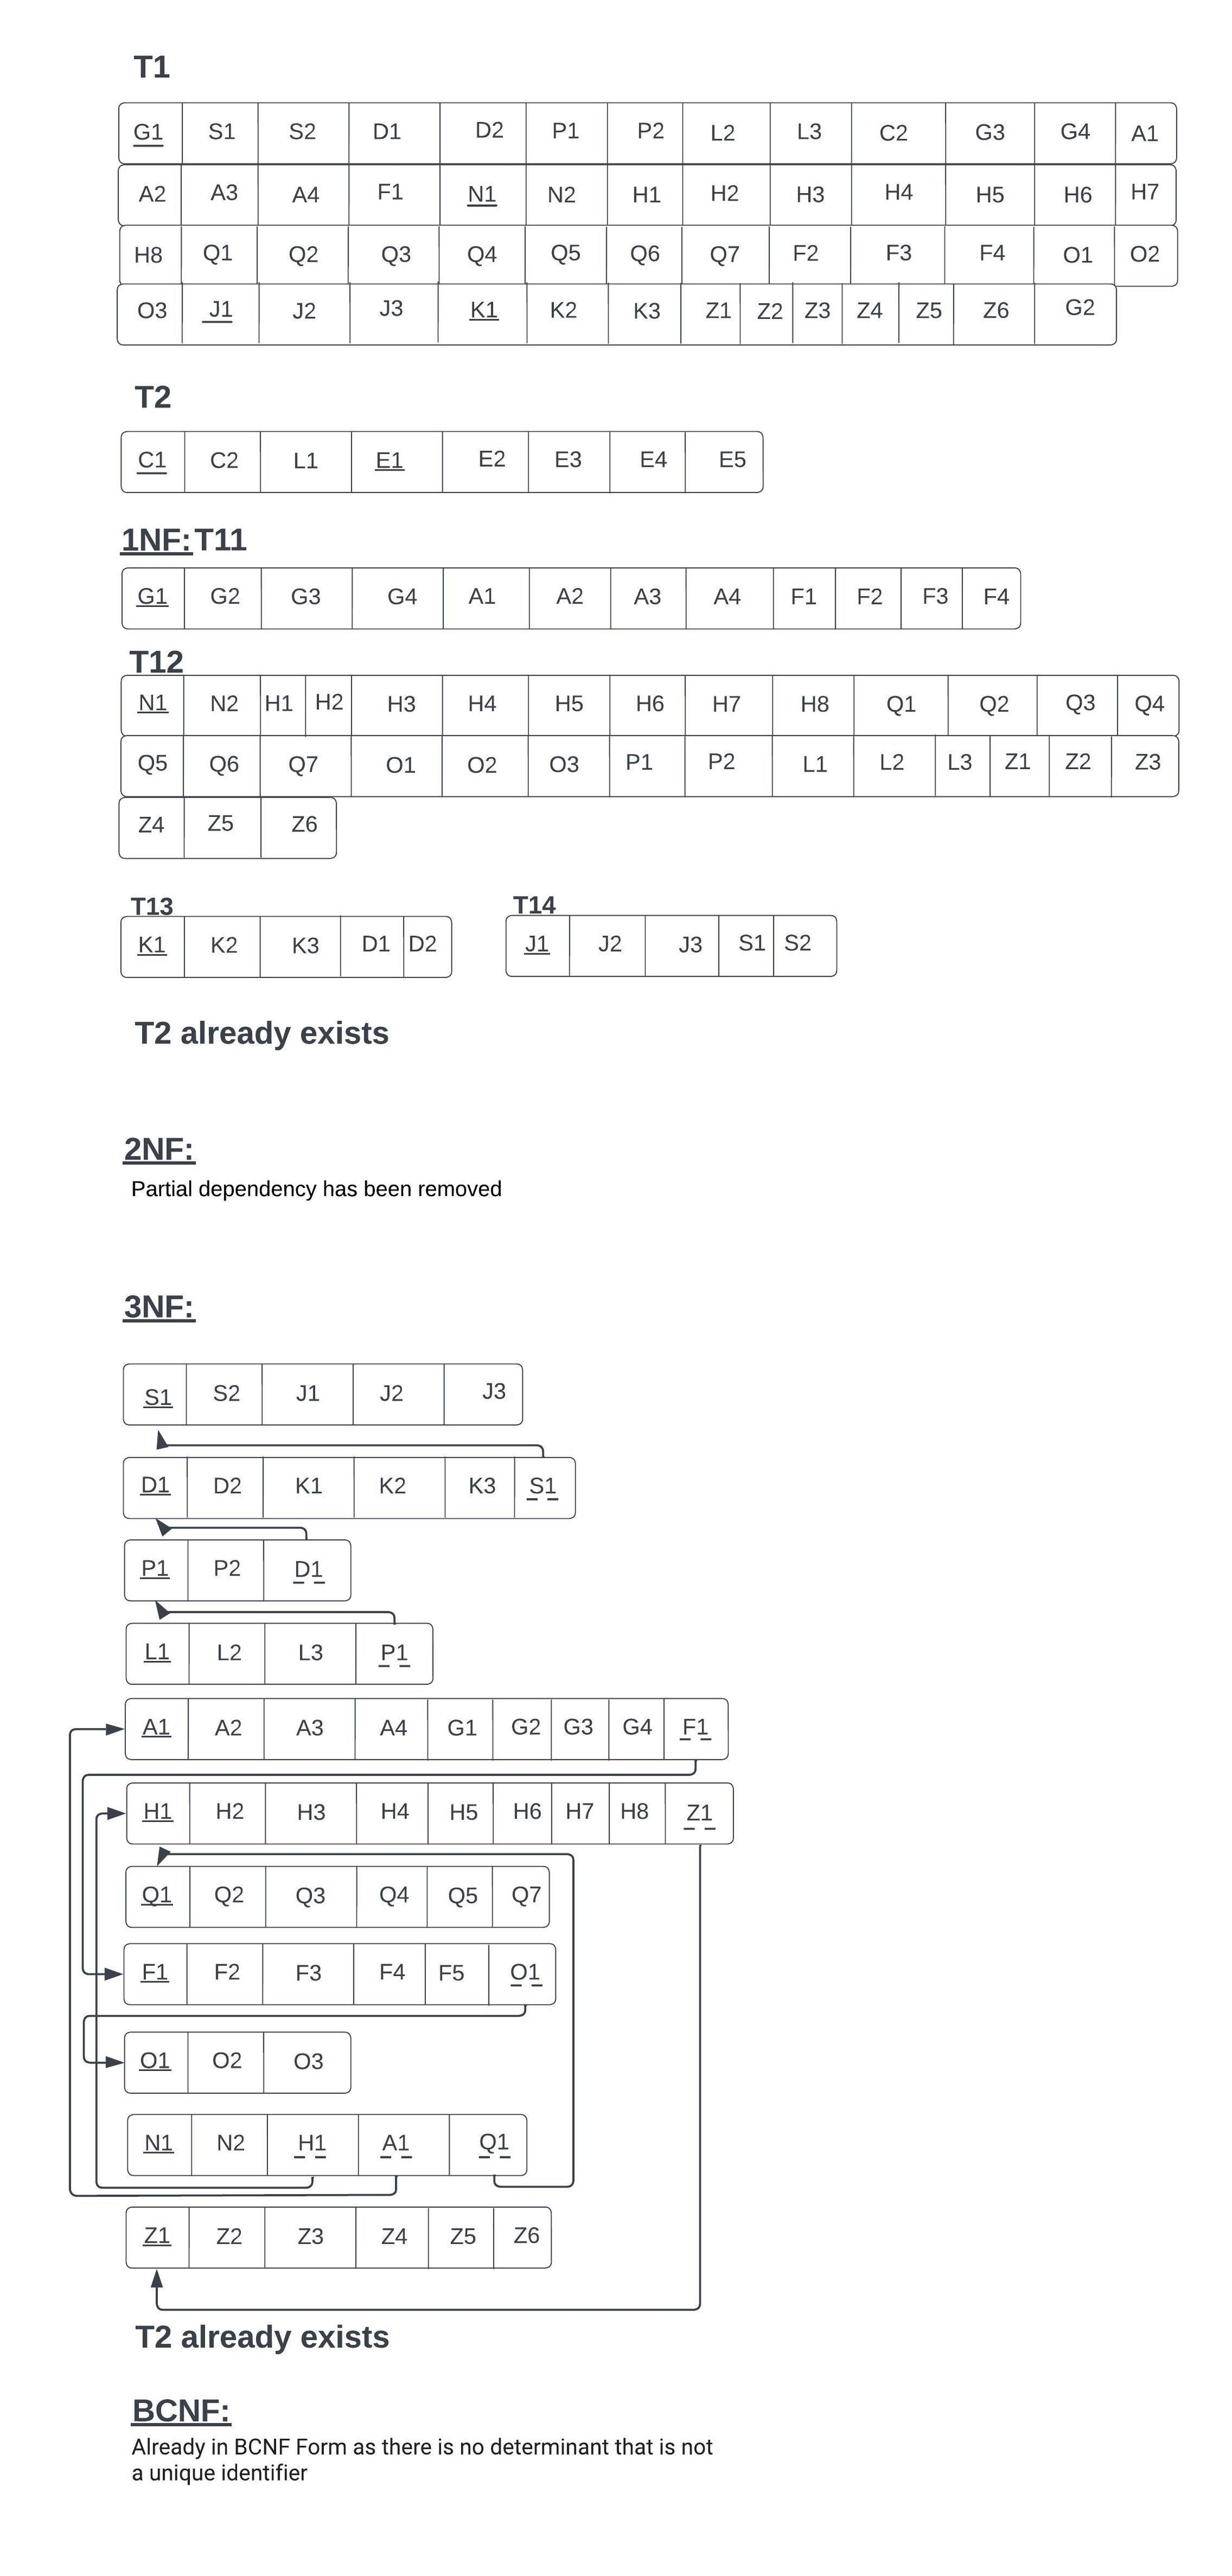 T1
G1 S1 S2 D1 D2 P1 P2 L2 L3 C2 G3 G4 A1
A2 A3 A4 F1 N1 N2 H1 H2 H3 H4 H5 H6 H7
H8 Q1 Q2 Q3 Q4 Q5 Q6 Q7 F2 F3 F4 O1 O2
O3 J1 J2 J3 K1 K2 K3 Z1 Z2 Z3 Z4 Z5 Z6 G2
T2
C1 C2 L1 E1 E2 E3 E4 E5
1NF: T11
G1 G2 G3 G4 A1 A2 A3 A4 F1 F2 F3 F4
T12
N1 N2 H1 H2 H3 H4 H5 H6 H7 H8 Q1 Q2 Q3 Q4
Q5 Q6 Q7 O1 O2 O3 P1 P2 L1 L2 L3 Z1 Z2 Z3
Z4 Z5 Z6
T13
K1 K2 K3 D1 D2
T14
J1 J2 J3 S1 S2
T2 already exists
2NF:
Partial dependency has been removed
3NF:
S1 S2 J1 J2 J3
D1 D2 K1 K2 K3 S1
P1 P2 D1
L1 L2 L3 P1
A1 A2 A3 A4 G1 G2 G3 G4 F1
H1 H2 H3 H4 H5 H6 H7 H8 Z1
Q1 Q2 Q3 Q4 Q5 Q7
F1 F2 F3 F4 F5 O1
O1 O2 O3
N1 N2 H1 A1 Q1
Z1 Z2 Z3 Z4 Z5 Z6
T2 already exists
BCNF:
Already in BCNF Form as there is no determinant that is not
a unique identifier